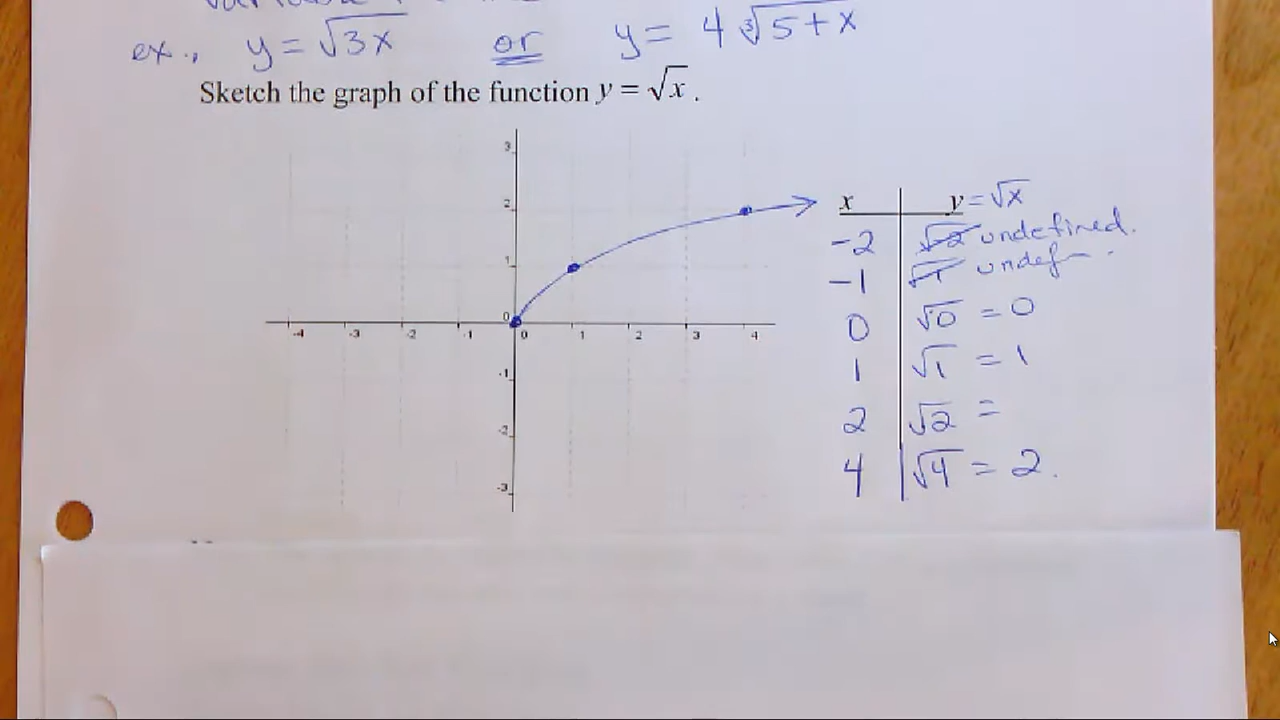 ex., y = √3x or y = 4 ∛5+x
Sketch the graph of the function y = √x .
3
2
1
0
-4 -3 -2 -1 0 1 2 3 4
-1
-2
-3
x y = √x
-2 √-2 undefined.
-1 √-1
0 √0 = 0
1 √1 = 1
2 √2 =
4 √4 = 2.